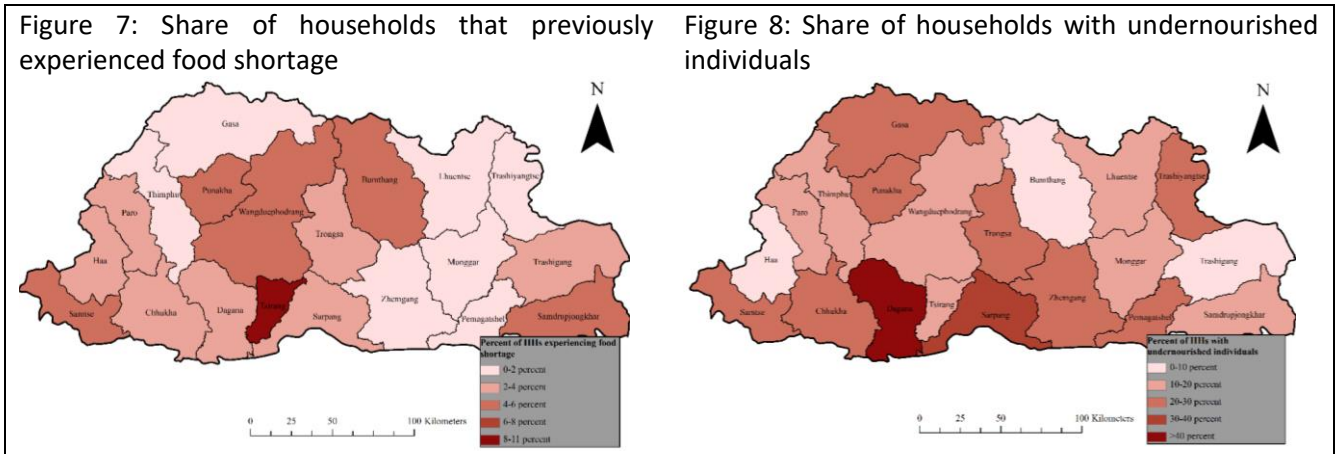 Figure 7: Share of households that previously
experienced food shortage
Figure 8: Share of households with undernourished
individuals
N
Gasa
Thimphu
Punakha
Bumthang
Lhuentse
Trashiyangtse
Paro
Wangduephodrang
Trongsa
Haa
Monggar
Trashigang
Zhemgang
Samtse
Chhukha
Dagana
Tsirang
Sarpang
Pemagatshel
Samdrupjongkhar
Percent of HHs experiencing food
shortage
0-2 percent
2-4 percent
4-6 percent
6-8 percent
8-11 percent
0 25 50 100 Kilometers
N
Gasa
Thimphu
Punakha
Bumthang
Lhuentse
Trashiyangtse
Paro
Wangduephodrang
Trongsa
Haa
Monggar
Trashigang
Zhemgang
Samtse
Chhukha
Dagana
Tsirang
Sarpang
Pemagatshel
Samdrupjongkhar
Percent of HHs with
undernourished individuals
0-10 percent
10-20 percent
20-30 percent
30-40 percent
>40 percent
0 25 50 100 Kilometers